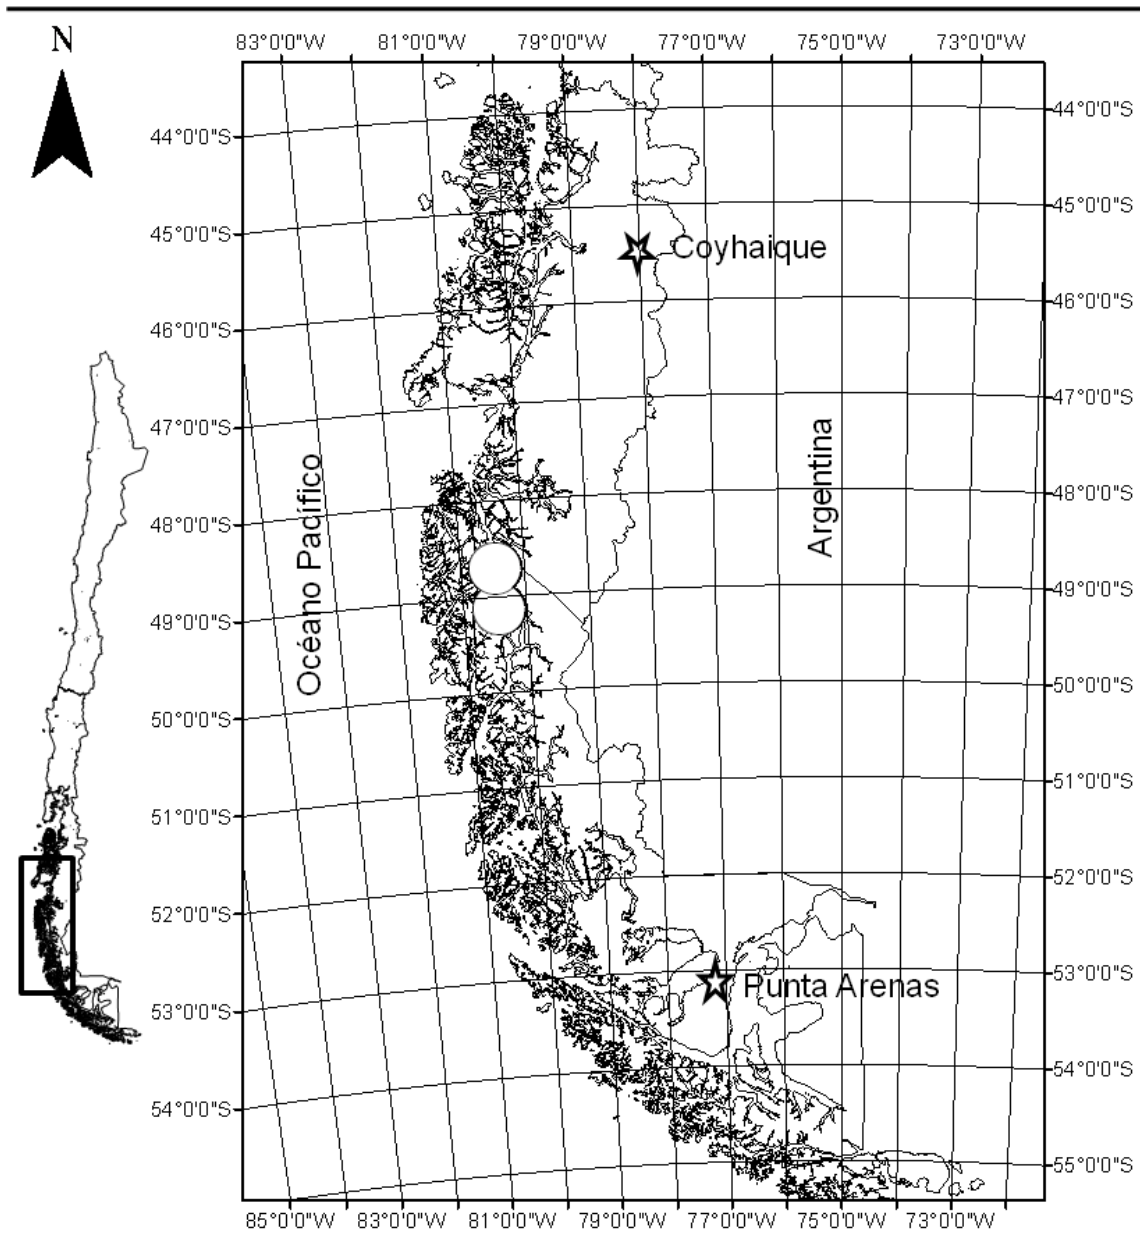 N
83°0'0"W 81°0'0"W 79°0'0"W 77°0'0"W 75°0'0"W 73°0'0"W
44°0'0"S 44°0'0"S
45°0'0"S 45°0'0"S
Coyhaique
46°0'0"S 46°0'0"S
47°0'0"S 47°0'0"S
Océano Pacífico
Argentina
48°0'0"S 48°0'0"S
49°0'0"S 49°0'0"S
50°0'0"S 50°0'0"S
51°0'0"S 51°0'0"S
52°0'0"S 52°0'0"S
53°0'0"S 53°0'0"S
Punta Arenas
54°0'0"S 54°0'0"S
55°0'0"S
85°0'0"W 83°0'0"W 81°0'0"W 79°0'0"W 77°0'0"W 75°0'0"W 73°0'0"W